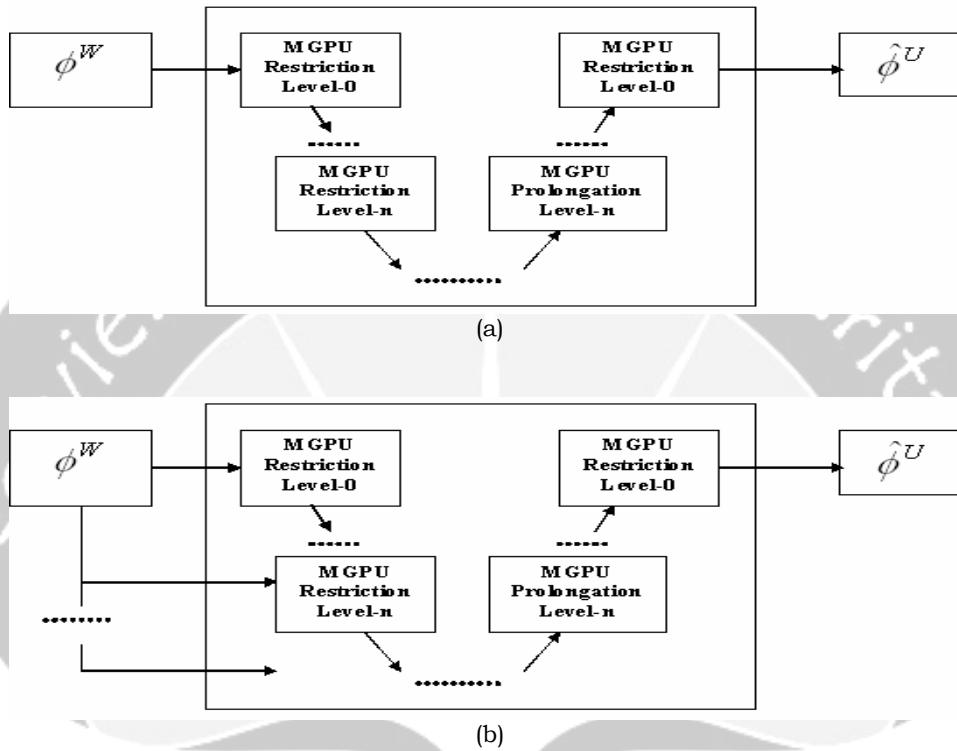 ϕ^W
MGPU
Restriction
Level-0
MGPU
Restriction
Level-0
ϕ̂^U
MGPU
Restriction
Level-n
MGPU
Prolongation
Level-n
(a)
ϕ^W
MGPU
Restriction
Level-0
MGPU
Restriction
Level-0
ϕ̂^U
MGPU
Restriction
Level-n
MGPU
Prolongation
Level-n
(b)